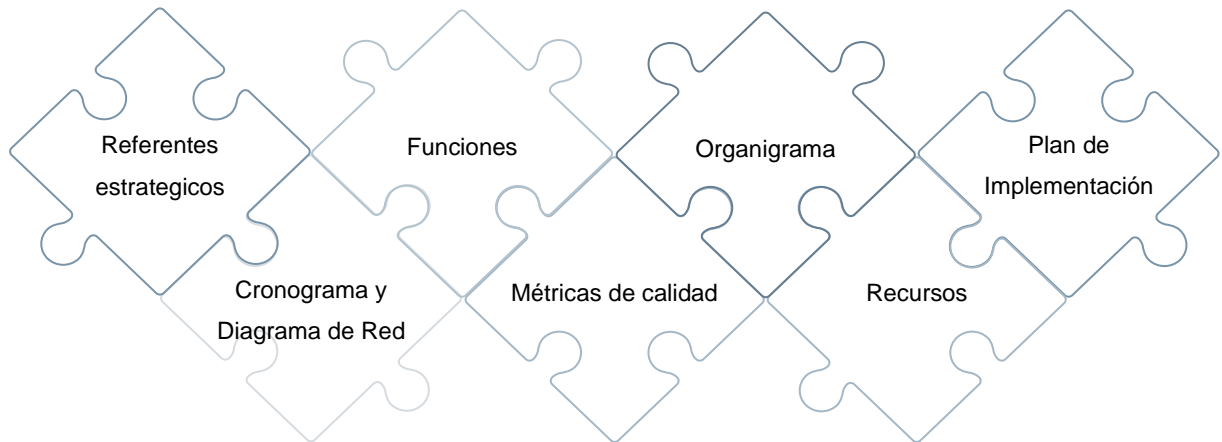 Referentes
estrategicos
Funciones
Organigrama
Plan de
Implementación
Cronograma y
Diagrama de Red
Métricas de calidad
Recursos